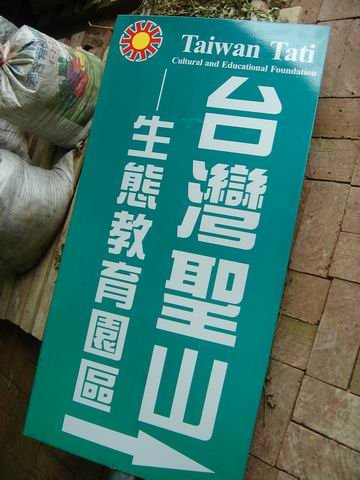 Taiwan Tati
Cultural and Educational Foundation
台灣聖山
—生態教育園區